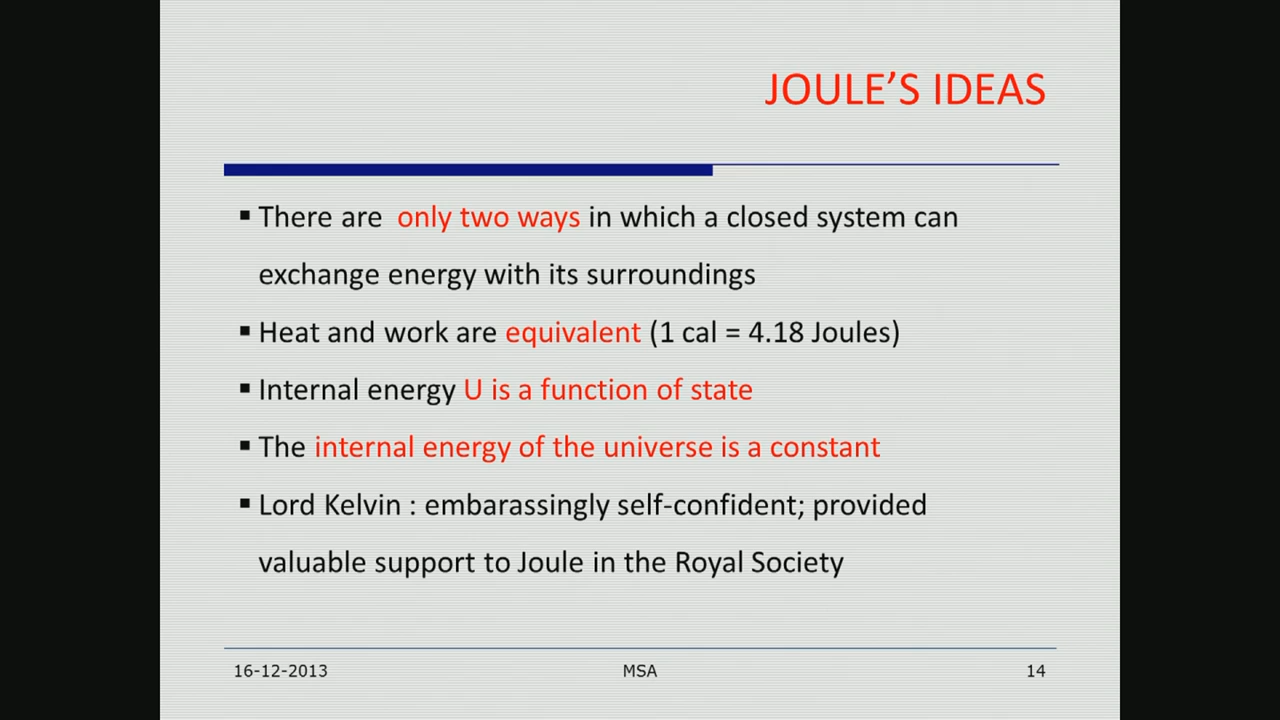 JOULE’S IDEAS
▪ There are only two ways in which a closed system can
exchange energy with its surroundings
▪ Heat and work are equivalent (1 cal = 4.18 Joules)
▪ Internal energy U is a function of state
▪ The internal energy of the universe is a constant
▪ Lord Kelvin : embarassingly self-confident; provided
valuable support to Joule in the Royal Society
16-12-2013 MSA 14